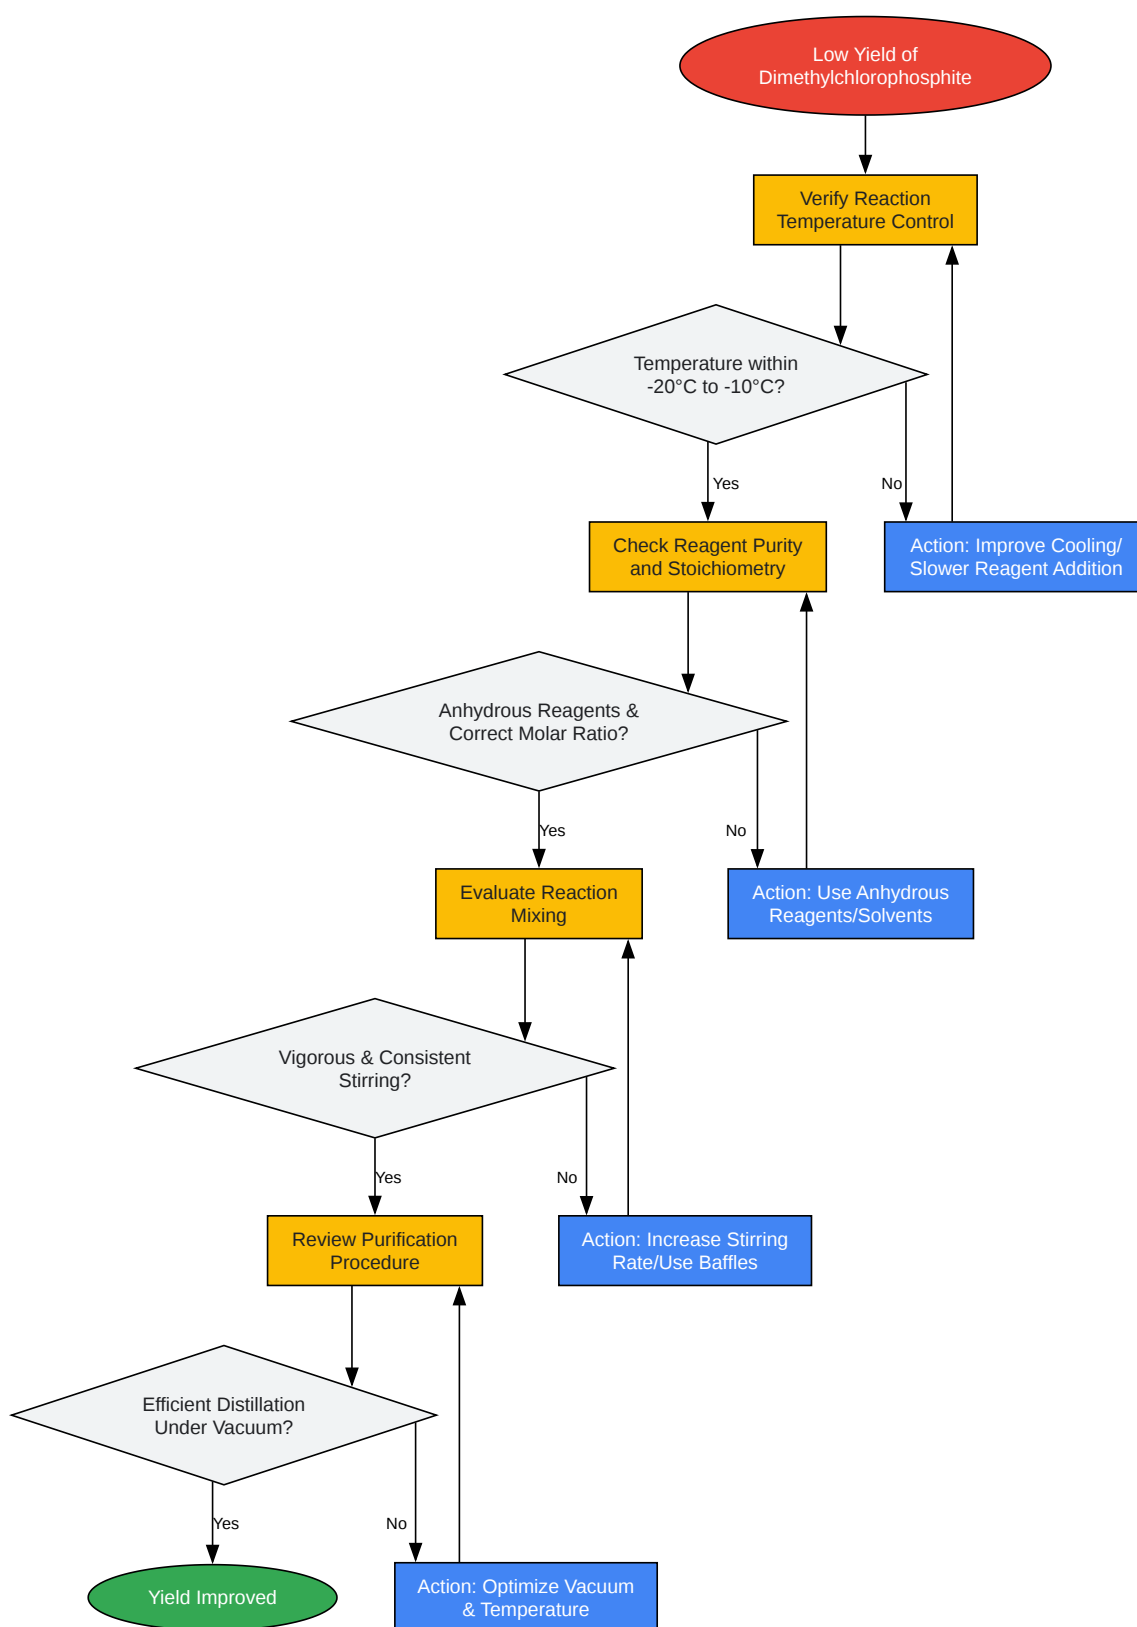 Low Yield of
Dimethylchlorophosphite
Verify Reaction
Temperature Control
Temperature within
-20°C to -10°C?
Yes
No
Check Reagent Purity
and Stoichiometry
Action: Improve Cooling/
Slower Reagent Addition
Anhydrous Reagents &
Correct Molar Ratio?
Yes
No
Evaluate Reaction
Mixing
Action: Use Anhydrous
Reagents/Solvents
Vigorous & Consistent
Stirring?
Yes
No
Review Purification
Procedure
Action: Increase Stirring
Rate/Use Baffles
Efficient Distillation
Under Vacuum?
Yes
No
Yield Improved
Action: Optimize Vacuum
& Temperature